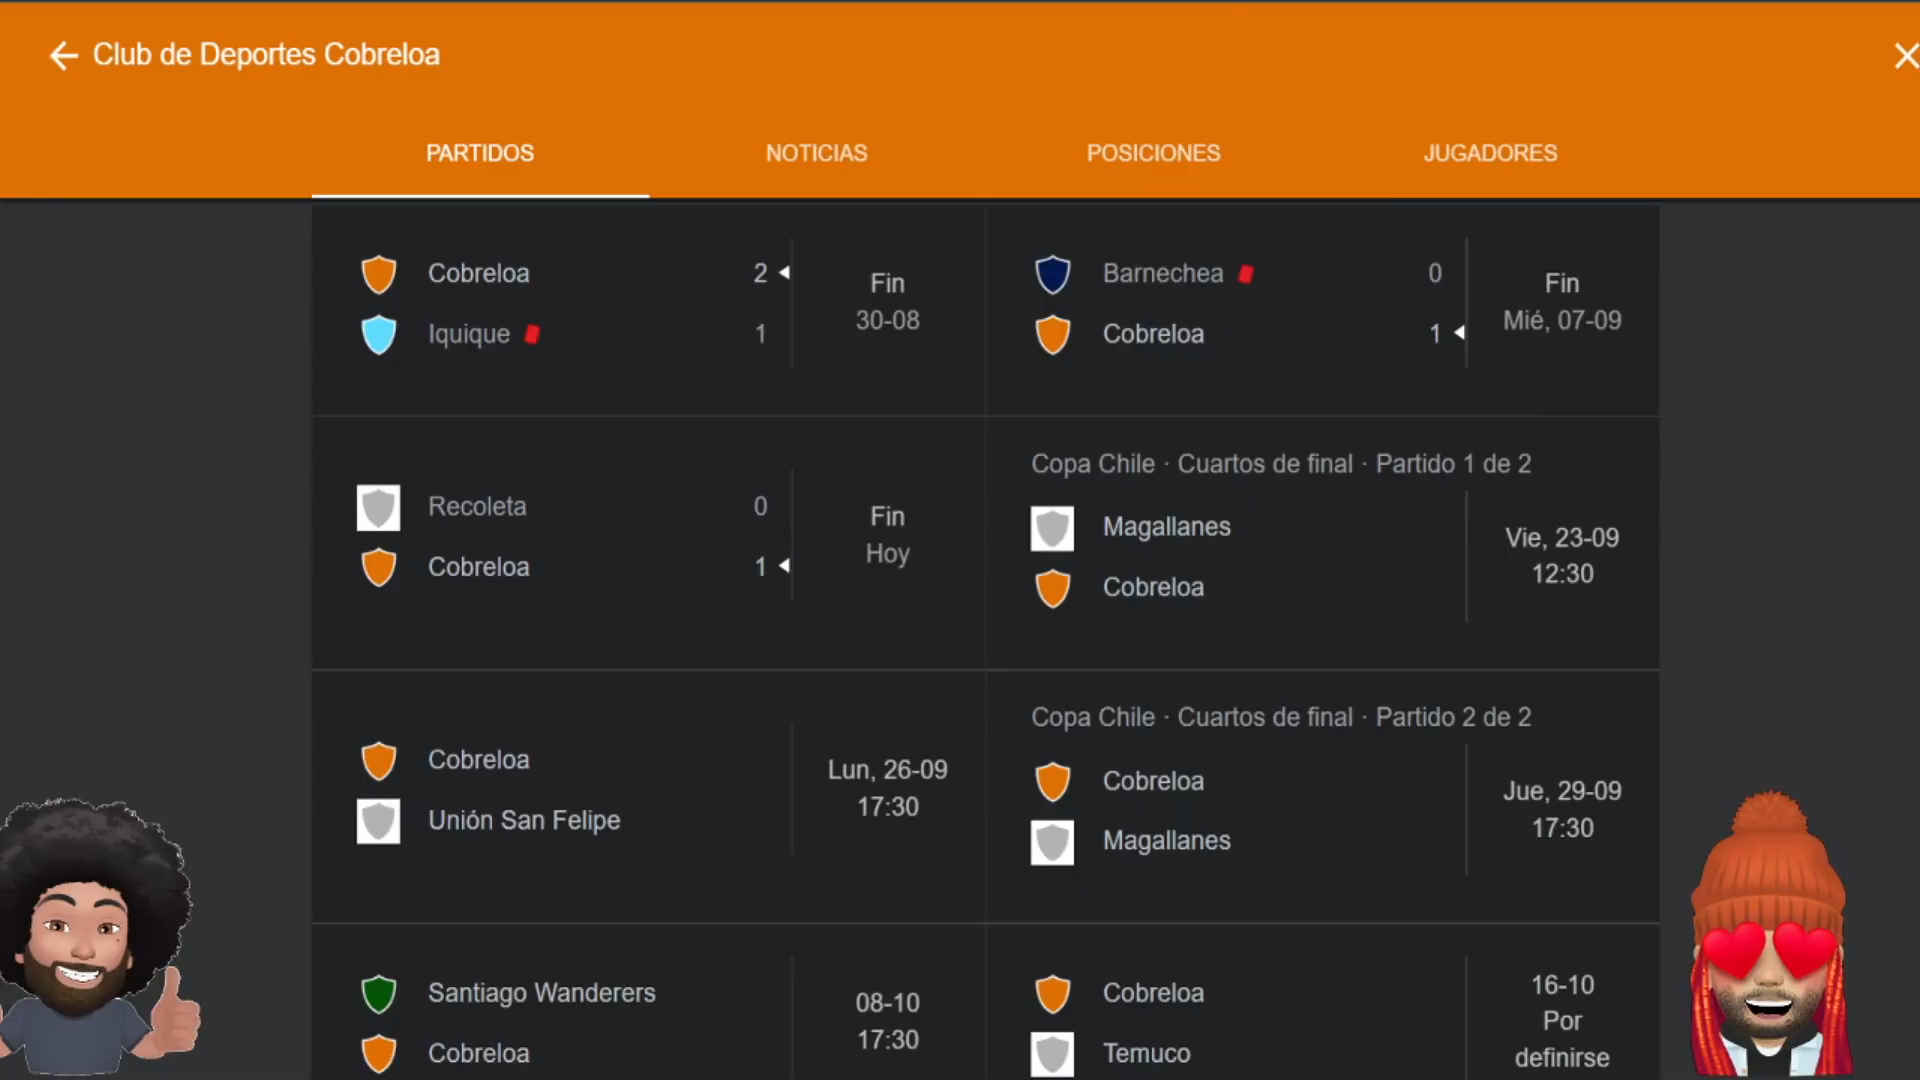 Club de Deportes Cobreloa
PARTIDOS
NOTICIAS
POSICIONES
JUGADORES
Cobreloa 2
Iquique 1
Fin
30-08
Barnechea 0
Cobreloa 1
Fin
Mié, 07-09
Recoleta 0
Cobreloa 1
Fin
Hoy
Copa Chile · Cuartos de final · Partido 1 de 2
Magallanes
Cobreloa
Vie, 23-09
12:30
Cobreloa
Unión San Felipe
Lun, 26-09
17:30
Copa Chile · Cuartos de final · Partido 2 de 2
Cobreloa
Magallanes
Jue, 29-09
17:30
Santiago Wanderers
Cobreloa
08-10
17:30
Cobreloa
Temuco
16-10
Por
definirse